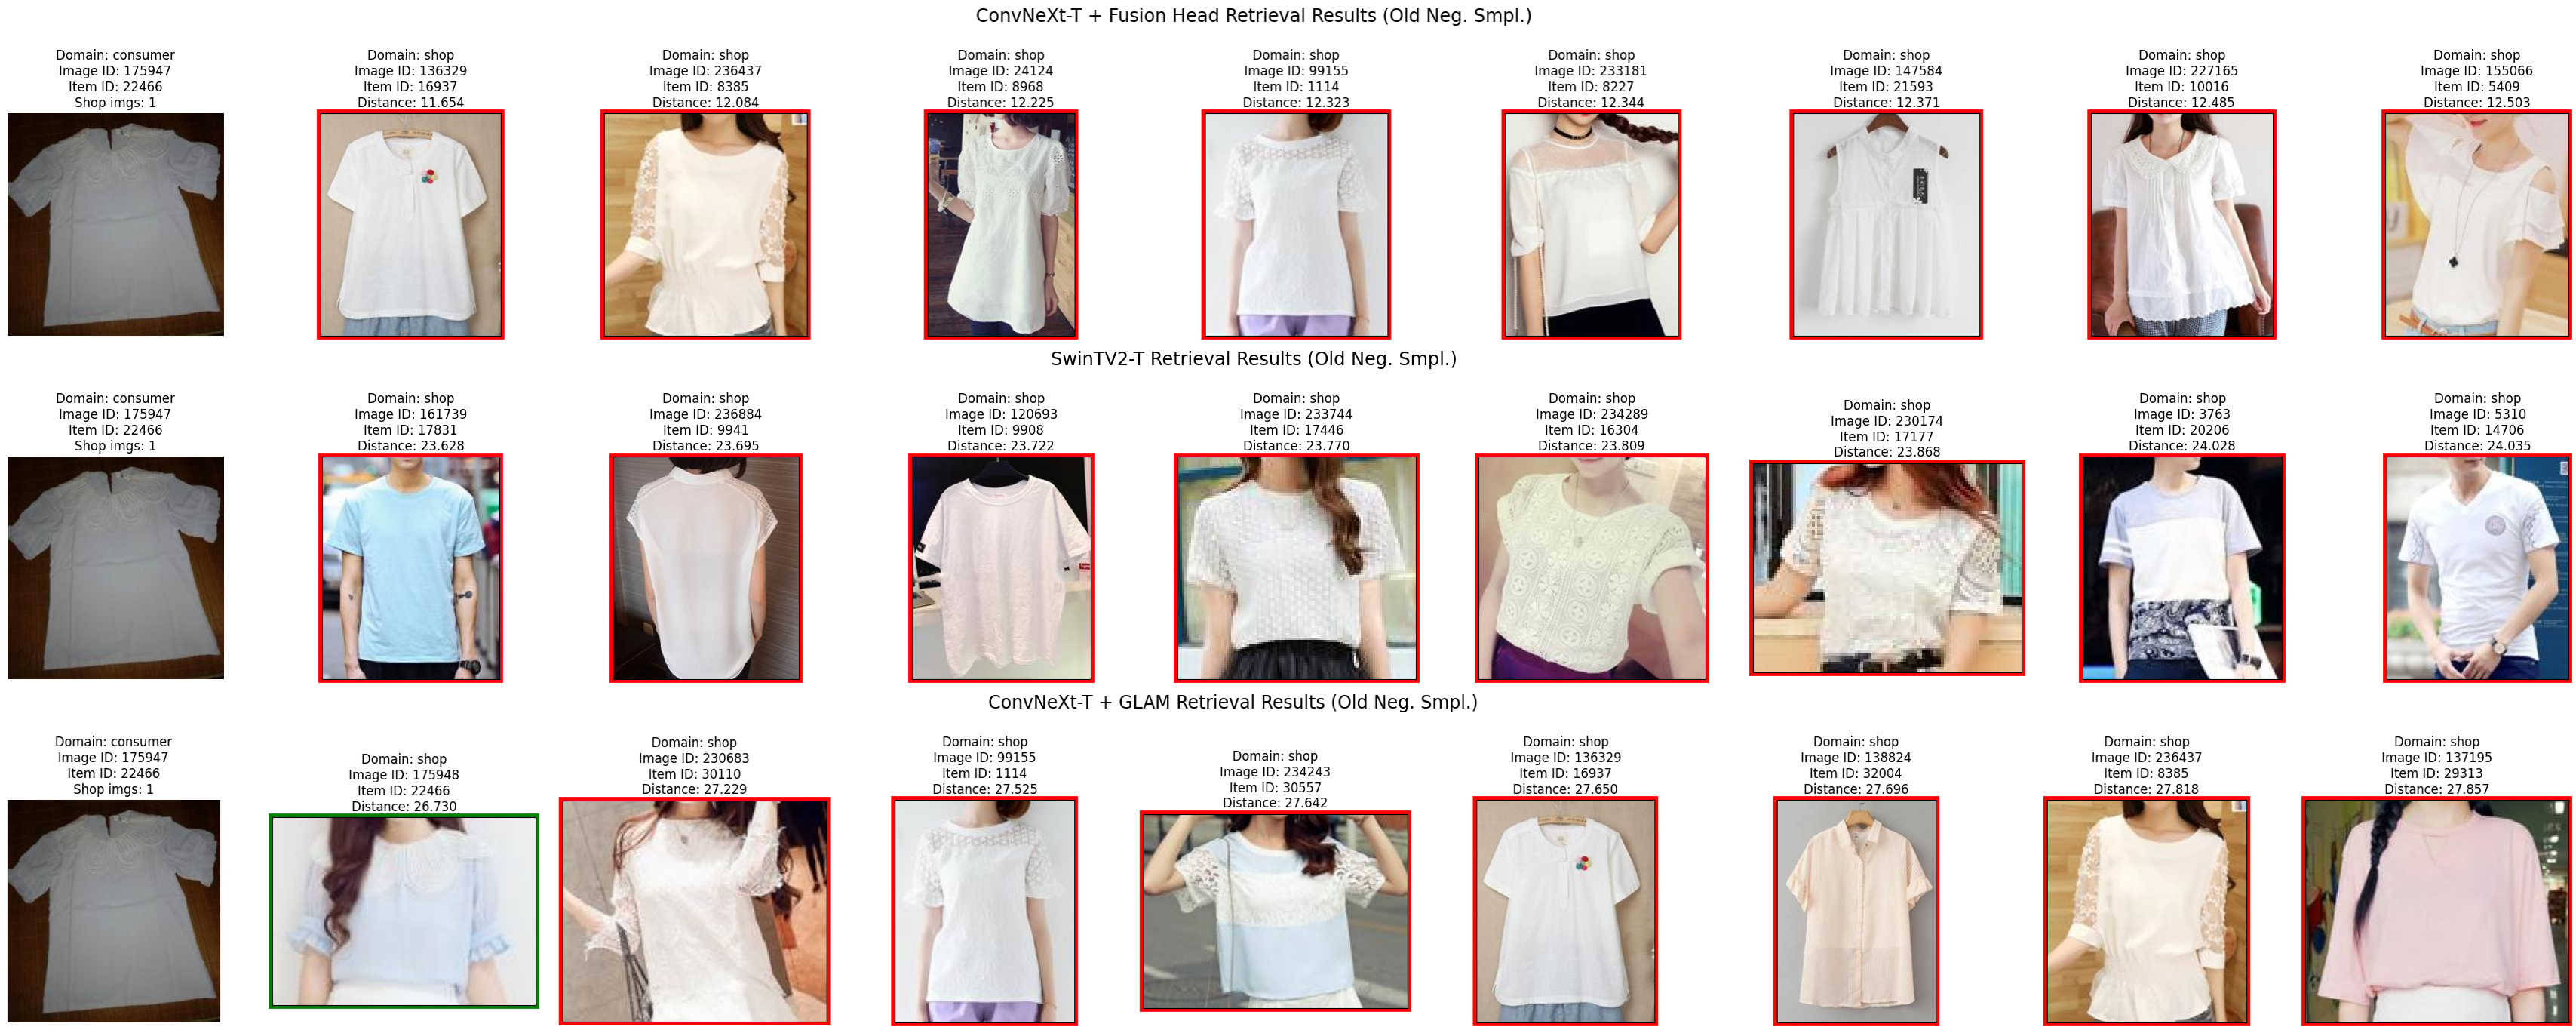 ConvNeXt-T + Fusion Head Retrieval Results (Old Neg. Smpl.)
Domain: consumer
Image ID: 175947
Item ID: 22466
Shop imgs: 1
Domain: shop
Image ID: 136329
Item ID: 16937
Distance: 11.654
Domain: shop
Image ID: 236437
Item ID: 8385
Distance: 12.084
Domain: shop
Image ID: 24124
Item ID: 8968
Distance: 12.225
Domain: shop
Image ID: 99155
Item ID: 1114
Distance: 12.323
Domain: shop
Image ID: 233181
Item ID: 8227
Distance: 12.344
Domain: shop
Image ID: 147584
Item ID: 21593
Distance: 12.371
Domain: shop
Image ID: 227165
Item ID: 10016
Distance: 12.485
Domain: shop
Image ID: 155066
Item ID: 5409
Distance: 12.503
SwinTV2-T Retrieval Results (Old Neg. Smpl.)
Domain: consumer
Image ID: 175947
Item ID: 22466
Shop imgs: 1
Domain: shop
Image ID: 161739
Item ID: 17831
Distance: 23.628
Domain: shop
Image ID: 236884
Item ID: 9941
Distance: 23.695
Domain: shop
Image ID: 120693
Item ID: 9908
Distance: 23.722
Domain: shop
Image ID: 233744
Item ID: 17446
Distance: 23.770
Domain: shop
Image ID: 234289
Item ID: 16304
Distance: 23.809
Domain: shop
Image ID: 230174
Item ID: 17177
Distance: 23.868
Domain: shop
Image ID: 3763
Item ID: 20206
Distance: 24.028
Domain: shop
Image ID: 5310
Item ID: 14706
Distance: 24.035
ConvNeXt-T + GLAM Retrieval Results (Old Neg. Smpl.)
Domain: consumer
Image ID: 175947
Item ID: 22466
Shop imgs: 1
Domain: shop
Image ID: 175948
Item ID: 22466
Distance: 26.730
Domain: shop
Image ID: 230683
Item ID: 30110
Distance: 27.229
Domain: shop
Image ID: 99155
Item ID: 1114
Distance: 27.525
Domain: shop
Image ID: 234243
Item ID: 30557
Distance: 27.642
Domain: shop
Image ID: 136329
Item ID: 16937
Distance: 27.650
Domain: shop
Image ID: 138824
Item ID: 32004
Distance: 27.696
Domain: shop
Image ID: 236437
Item ID: 8385
Distance: 27.818
Domain: shop
Image ID: 137195
Item ID: 29313
Distance: 27.857